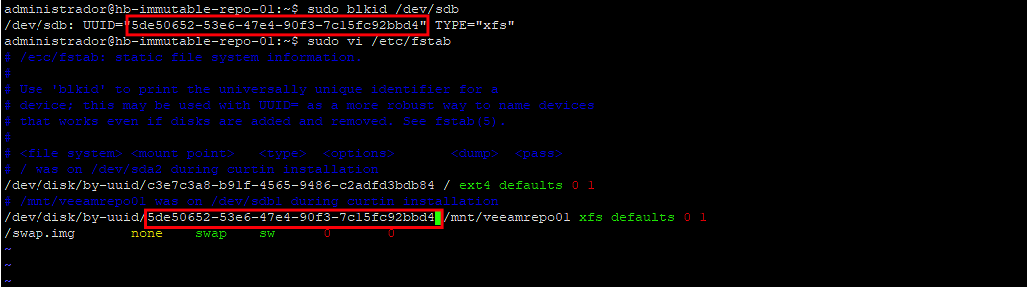 administrador@hb-immutable-repo-01:~$ sudo blkid /dev/sdb
/dev/sdb: UUID="5de50652-53e6-47e4-90f3-7c15fc92bbd4" TYPE="xfs"
administrador@hb-immutable-repo-01:~$ sudo vi /etc/fstab
# /etc/fstab: static file system information.
#
# Use 'blkid' to print the universally unique identifier for a
# device; this may be used with UUID= as a more robust way to name devices
# that works even if disks are added and removed. See fstab(5).
#
# <file system> <mount point> <type> <options> <dump> <pass>
# / was on /dev/sda2 during curtin installation
/dev/disk/by-uuid/c3e7c3a8-b91f-4565-9486-c2adfd3bdb84 / ext4 defaults 0 1
# /mnt/veeamrepo01 was on /dev/sdb1 during curtin installation
/dev/disk/by-uuid/5de50652-53e6-47e4-90f3-7c15fc92bbd4 /mnt/veeamrepo01 xfs defaults 0 1
/swap.img none swap sw 0 0
~
~
~